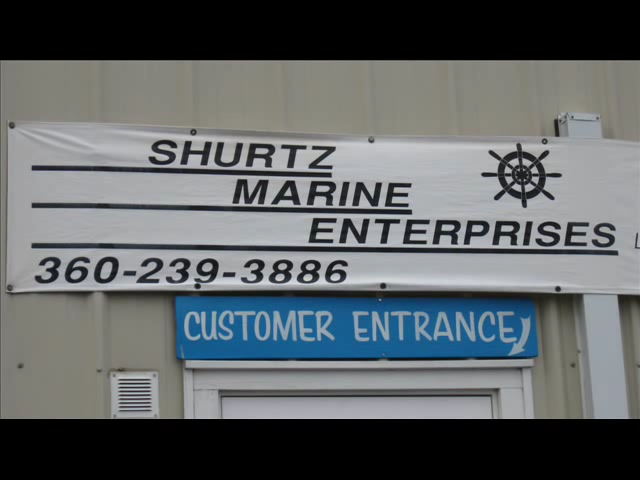 SHURTZ
MARINE
ENTERPRISES
360-239-3886
CUSTOMER ENTRANCE